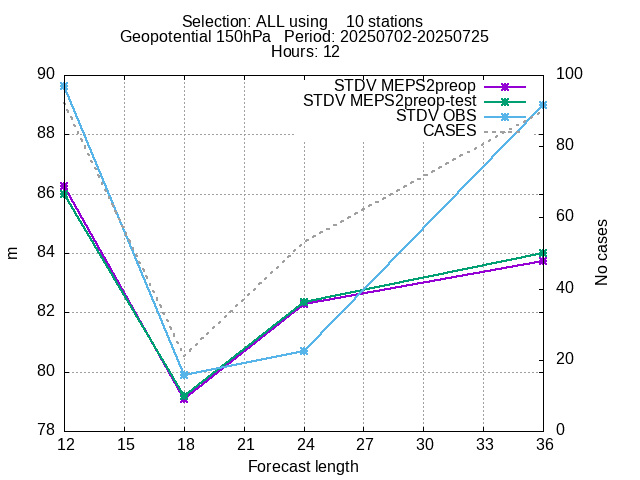 Selection: ALL using    10 stations
Geopotential 150hPa   Period: 20250702-20250725
Hours: 12
STDV MEPS2preop
STDV MEPS2preop-test
STDV OBS
CASES
90
88
86
84
82
80
78
m
100
80
60
40
20
0
No cases
12 15 18 21 24 27 30 33 36
Forecast length